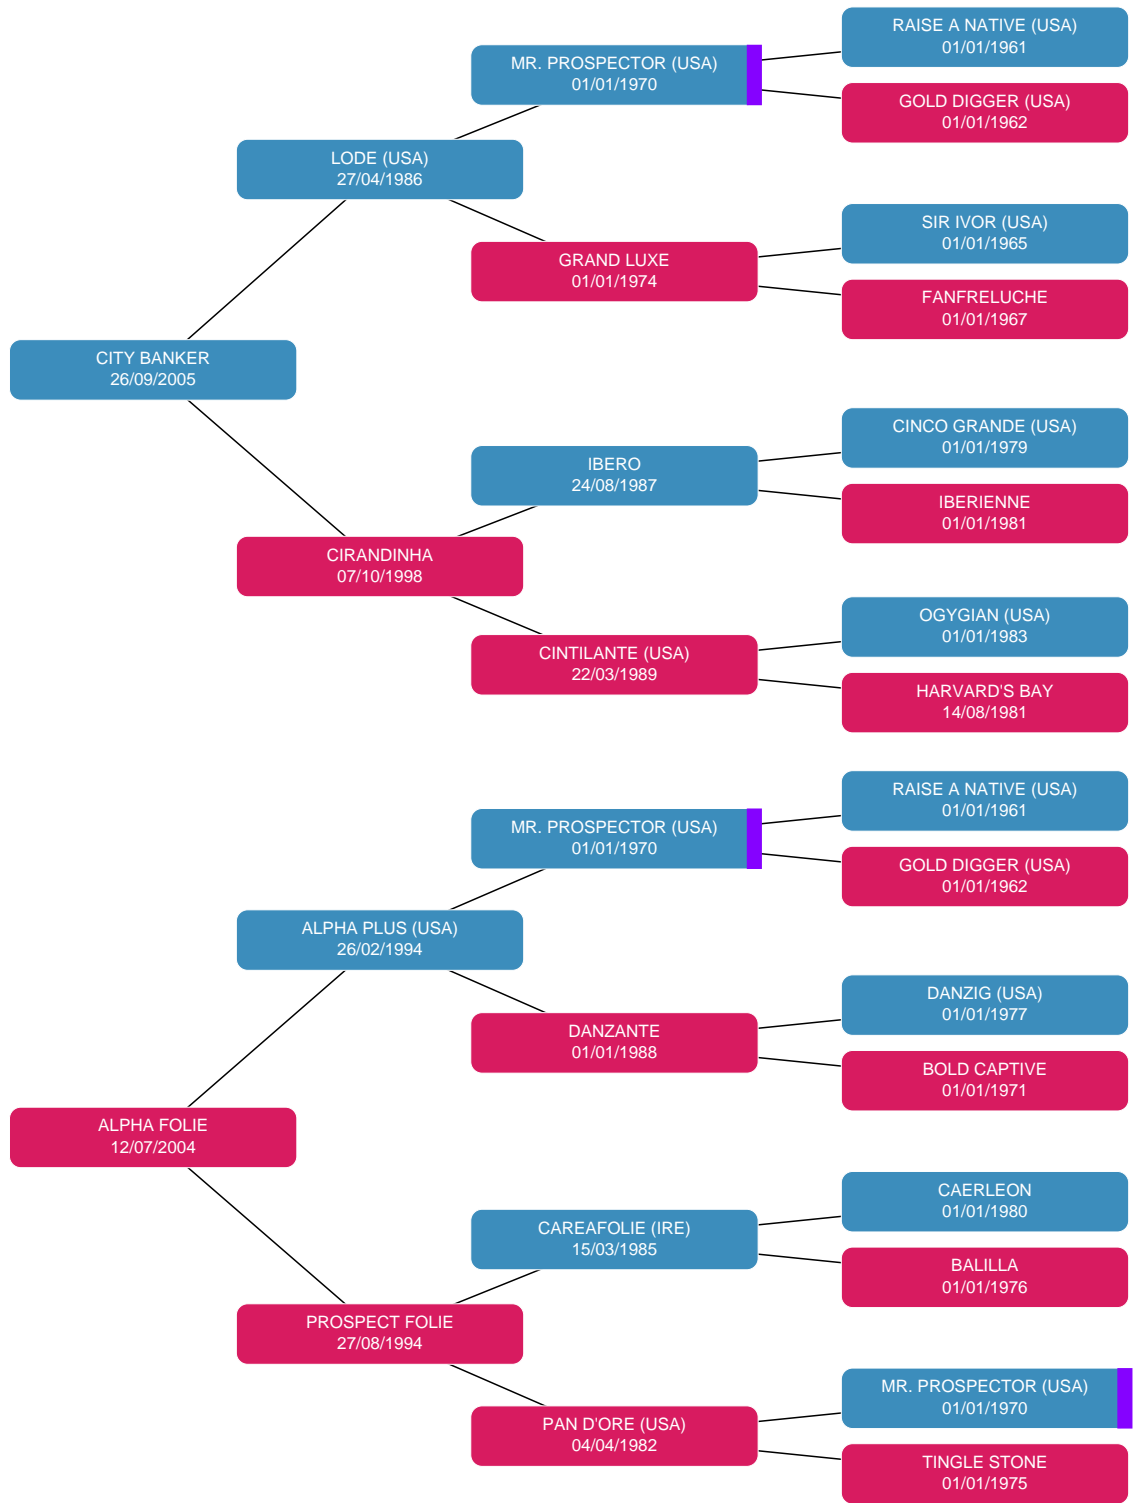 RAISE A NATIVE (USA)
01/01/1961
MR. PROSPECTOR (USA)
01/01/1970
GOLD DIGGER (USA)
01/01/1962
LODE (USA)
27/04/1986
SIR IVOR (USA)
01/01/1965
GRAND LUXE
01/01/1974
FANFRELUCHE
01/01/1967
CITY BANKER
26/09/2005
CINCO GRANDE (USA)
01/01/1979
IBERO
24/08/1987
IBERIENNE
01/01/1981
CIRANDINHA
07/10/1998
OGYGIAN (USA)
01/01/1983
CINTILANTE (USA)
22/03/1989
HARVARD'S BAY
14/08/1981
RAISE A NATIVE (USA)
01/01/1961
MR. PROSPECTOR (USA)
01/01/1970
GOLD DIGGER (USA)
01/01/1962
ALPHA PLUS (USA)
26/02/1994
DANZIG (USA)
01/01/1977
DANZANTE
01/01/1988
BOLD CAPTIVE
01/01/1971
ALPHA FOLIE
12/07/2004
CAERLEON
01/01/1980
CAREAFOLIE (IRE)
15/03/1985
BALILLA
01/01/1976
PROSPECT FOLIE
27/08/1994
MR. PROSPECTOR (USA)
01/01/1970
PAN D'ORE (USA)
04/04/1982
TINGLE STONE
01/01/1975